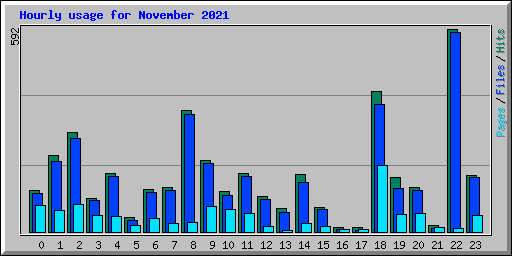 Hourly usage for November 2021
592
Pages/Files/Hits
0 1 2 3 4 5 6 7 8 9 10 11 12 13 14 15 16 17 18 19 20 21 22 23